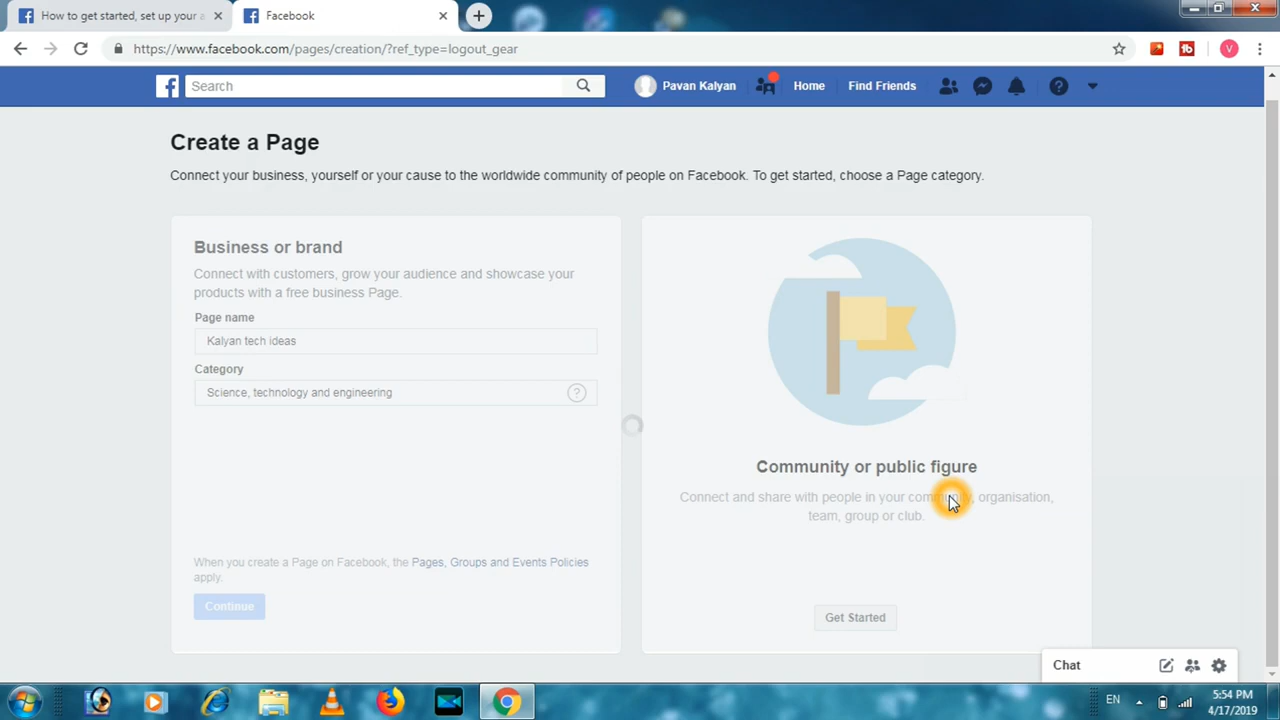 How to get started, set up your a
Facebook
https://www.facebook.com/pages/creation/?ref_type=logout_gear
V
Search
Pavan Kalyan
Home
Find Friends
Create a Page
Connect your business, yourself or your cause to the worldwide community of people on Facebook. To get started, choose a Page category.
Business or brand
Connect with customers, grow your audience and showcase your
products with a free business Page.
Page name
Kalyan tech ideas
Category
Science, technology and engineering
When you create a Page on Facebook, the Pages, Groups and Events Policies
apply.
Continue
Community or public figure
Connect and share with people in your community, organisation,
team, group or club.
Get Started
Chat
EN
5:54 PM
4/17/2019